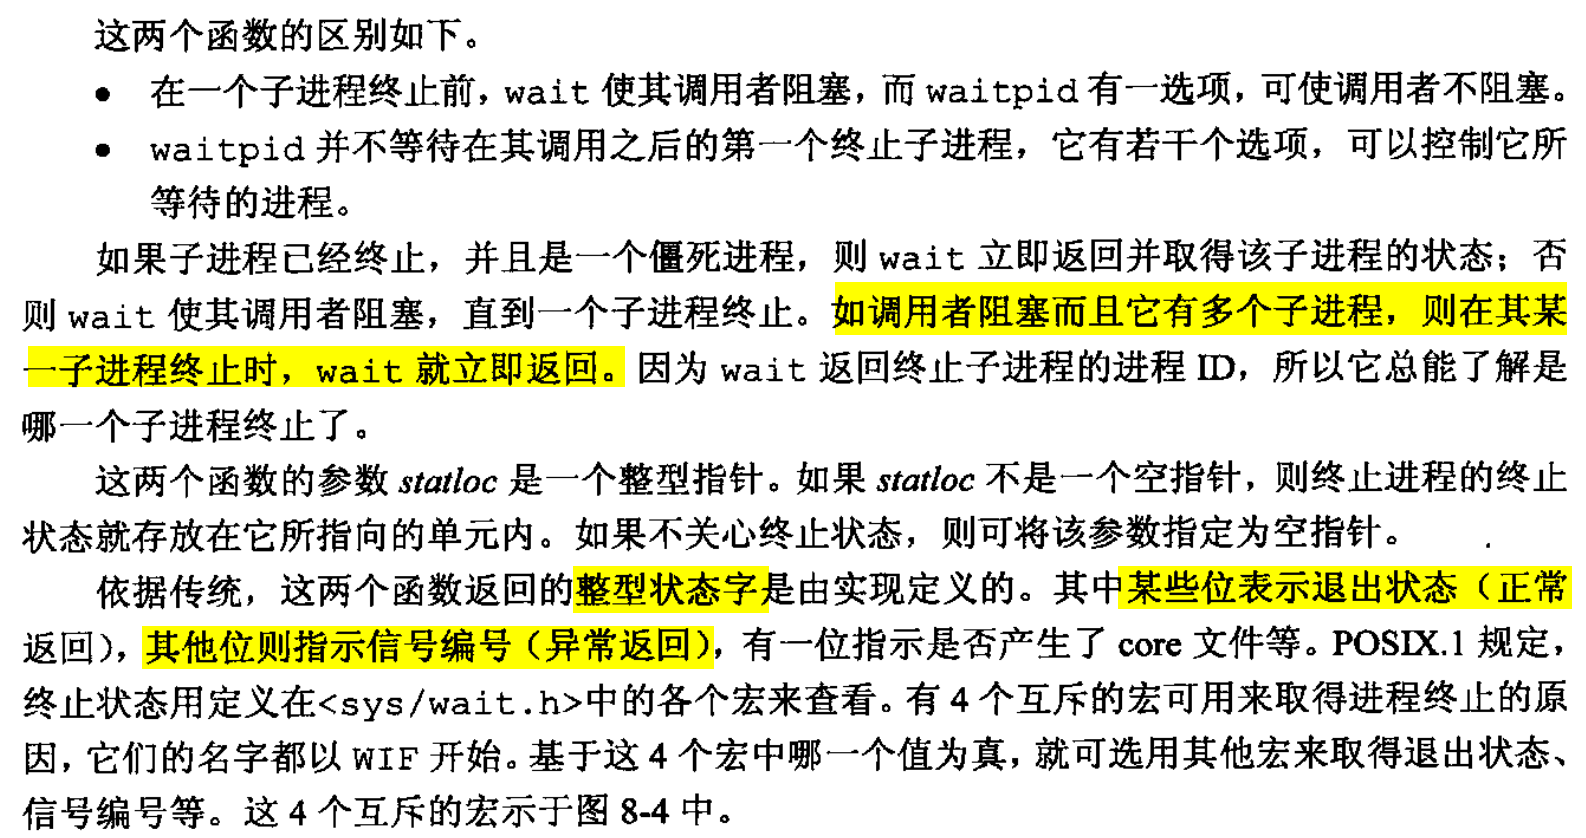 这两个函数的区别如下。
• 在一个子进程终止前，wait 使其调用者阻塞，而 waitpid 有一选项，可使调用者不阻塞。
• waitpid 并不等待在其调用之后的第一个终止子进程，它有若干个选项，可以控制它所
等待的进程。
如果子进程已经终止，并且是一个僵死进程，则 wait 立即返回并取得该子进程的状态；否
则 wait 使其调用者阻塞，直到一个子进程终止。如调用者阻塞而且它有多个子进程，则在其某
一子进程终止时，wait 就立即返回。因为 wait 返回终止子进程的进程 ID，所以它总能了解是
哪一个子进程终止了。
这两个函数的参数 statloc 是一个整型指针。如果 statloc 不是一个空指针，则终止进程的终止
状态就存放在它所指向的单元内。如果不关心终止状态，则可将该参数指定为空指针。
依据传统，这两个函数返回的整型状态字是由实现定义的。其中某些位表示退出状态（正常
返回），其他位则指示信号编号（异常返回），有一位指示是否产生了 core 文件等。POSIX.1 规定，
终止状态用定义在<sys/wait.h>中的各个宏来查看。有 4 个互斥的宏可用来取得进程终止的原
因，它们的名字都以 WIF 开始。基于这 4 个宏中哪一个值为真，就可选用其他宏来取得退出状态、
信号编号等。这 4 个互斥的宏示于图 8-4 中。